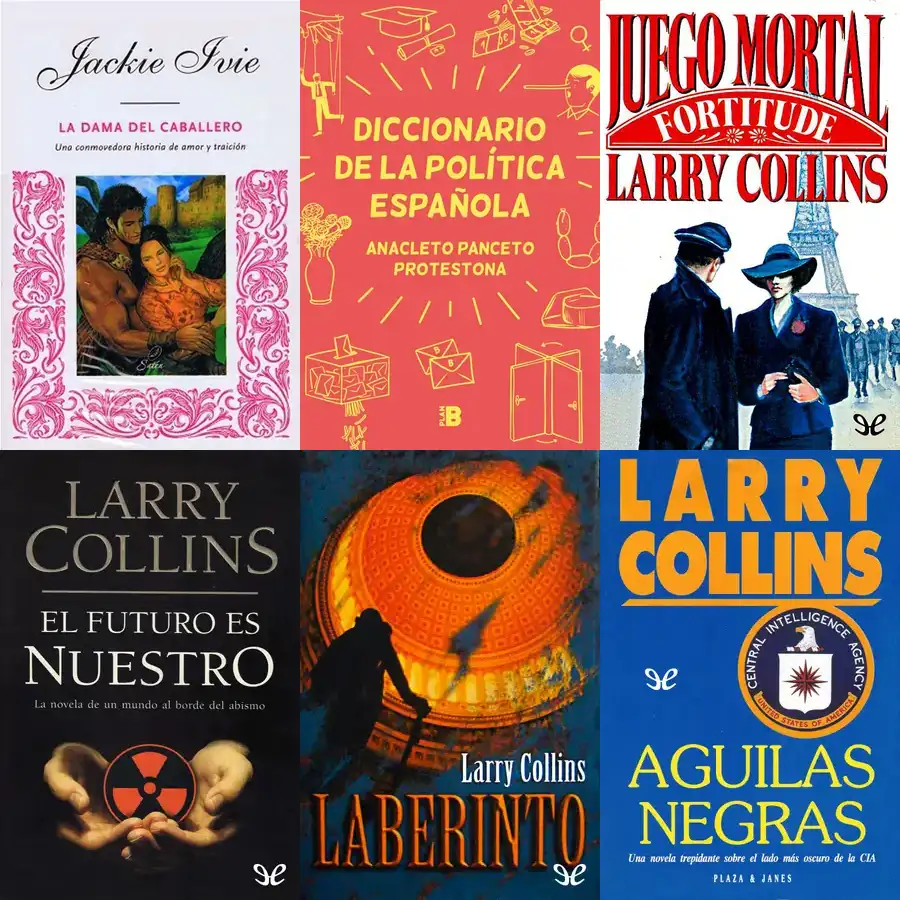 Jackie Ivie
LA DAMA DEL CABALLERO
Una conmovedora historia de amor y traición
Satén
DICCIONARIO
DE LA POLÍTICA
ESPAÑOLA
ANACLETO PANCETO
PROTESTONA
PLAN
B
JUEGO MORTAL
FORTITUDE
LARRY COLLINS
LARRY
COLLINS
EL FUTURO ES
NUESTRO
La novela de un mundo al borde del abismo
Larry Collins
LABERINTO
LARRY
COLLINS
CENTRAL INTELLIGENCE AGENCY
UNITED STATES OF AMERICA
AGUILAS
NEGRAS
Una novela trepidante sobre el lado más oscuro de la CIA
PLAZA & JANES